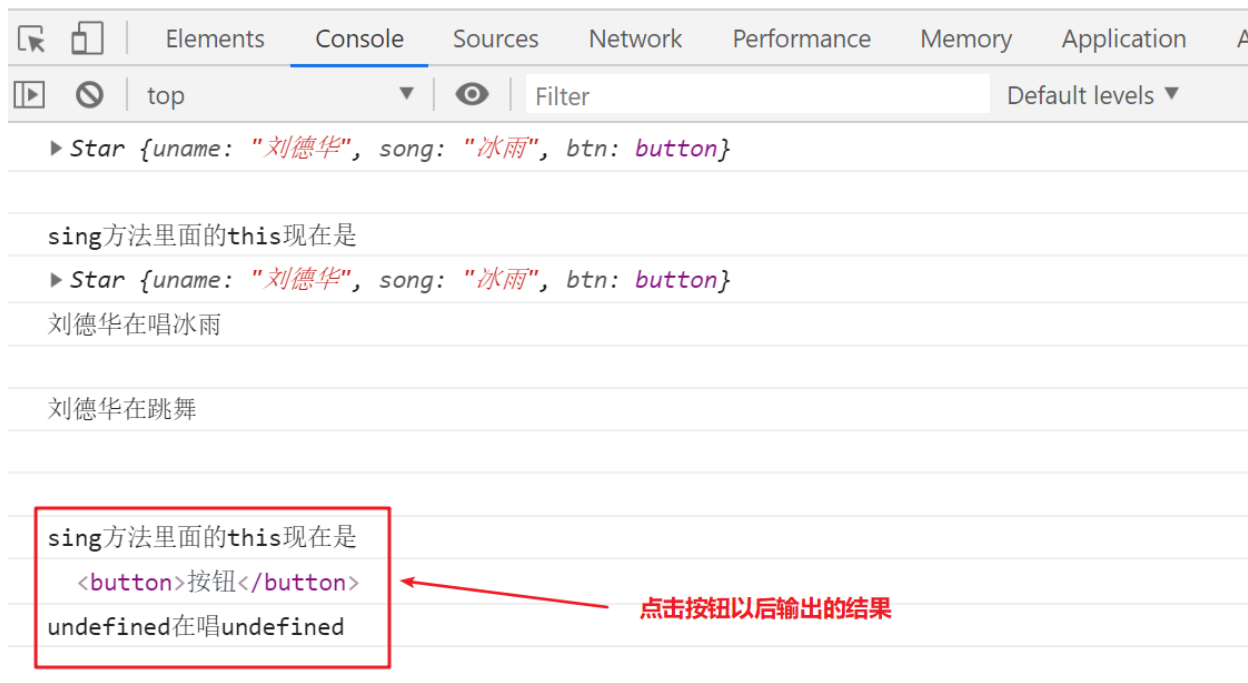 Elements Console Sources Network Performance Memory Application A
top Filter Default levels
Star {uname: "刘德华", song: "冰雨", btn: button}
sing方法里面的this现在是
Star {uname: "刘德华", song: "冰雨", btn: button}
刘德华在唱冰雨
刘德华在跳舞
sing方法里面的this现在是
<button>按钮</button>
点击按钮以后输出的结果
undefined在唱undefined